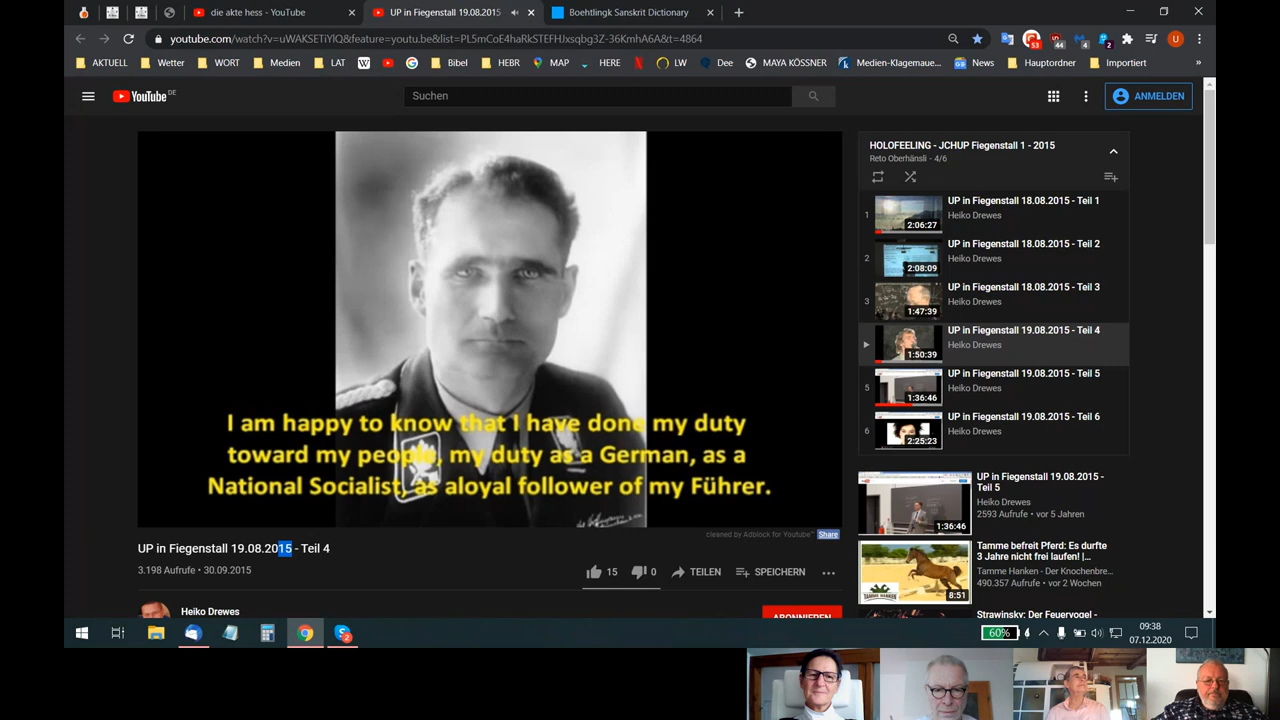 die akte hess - YouTube
UP in Fiegenstall 19.08.2015
Boehtlingk Sanskrit Dictionary
youtube.com/watch?v=uWAKSETiYlQ&feature=youtu.be&list=PL5mCoE4haRkSTEFHJxsqbg3Z-36KmhA6A&t=4864
53
44
4
2
U
AKTUELL
Wetter
WORT
Medien
LAT
Bibel
HEBR
MAP
HERE
LW
Dee
MAYA KÖSSNER
Medien-Klagemaue...
News
Hauptordner
Importiert
»
YouTube DE
Suchen
ANMELDEN
I am happy to know that I have done my duty
toward my people, my duty as a German, as a
National Socialist, as aloyal follower of my Führer.
cleaned by Adblock for Youtube™ Share
UP in Fiegenstall 19.08.2015 - Teil 4
3.198 Aufrufe • 30.09.2015
15
0
TEILEN
SPEICHERN
Heiko Drewes
ABONNIEREN
HOLOFEELING - JCHUP Fiegenstall 1 - 2015
Reto Oberhänsli - 4/6
1
2:06:27
UP in Fiegenstall 18.08.2015 - Teil 1
Heiko Drewes
2
2:08:09
UP in Fiegenstall 18.08.2015 - Teil 2
Heiko Drewes
3
1:47:39
UP in Fiegenstall 18.08.2015 - Teil 3
Heiko Drewes
1:50:39
UP in Fiegenstall 19.08.2015 - Teil 4
Heiko Drewes
5
1:36:46
UP in Fiegenstall 19.08.2015 - Teil 5
Heiko Drewes
6
2:25:23
UP in Fiegenstall 19.08.2015 - Teil 6
Heiko Drewes
1:36:46
UP in Fiegenstall 19.08.2015 -
Teil 5
Heiko Drewes
2593 Aufrufe • vor 5 Jahren
TAMME HANKEN
8:51
Tamme befreit Pferd: Es durfte
3 Jahre nicht frei laufen! |...
Tamme Hanken - Der Knochenbre...
490.357 Aufrufe • vor 2 Wochen
Strawinsky: Der Feuervogel -
60%
09:38
07.12.2020